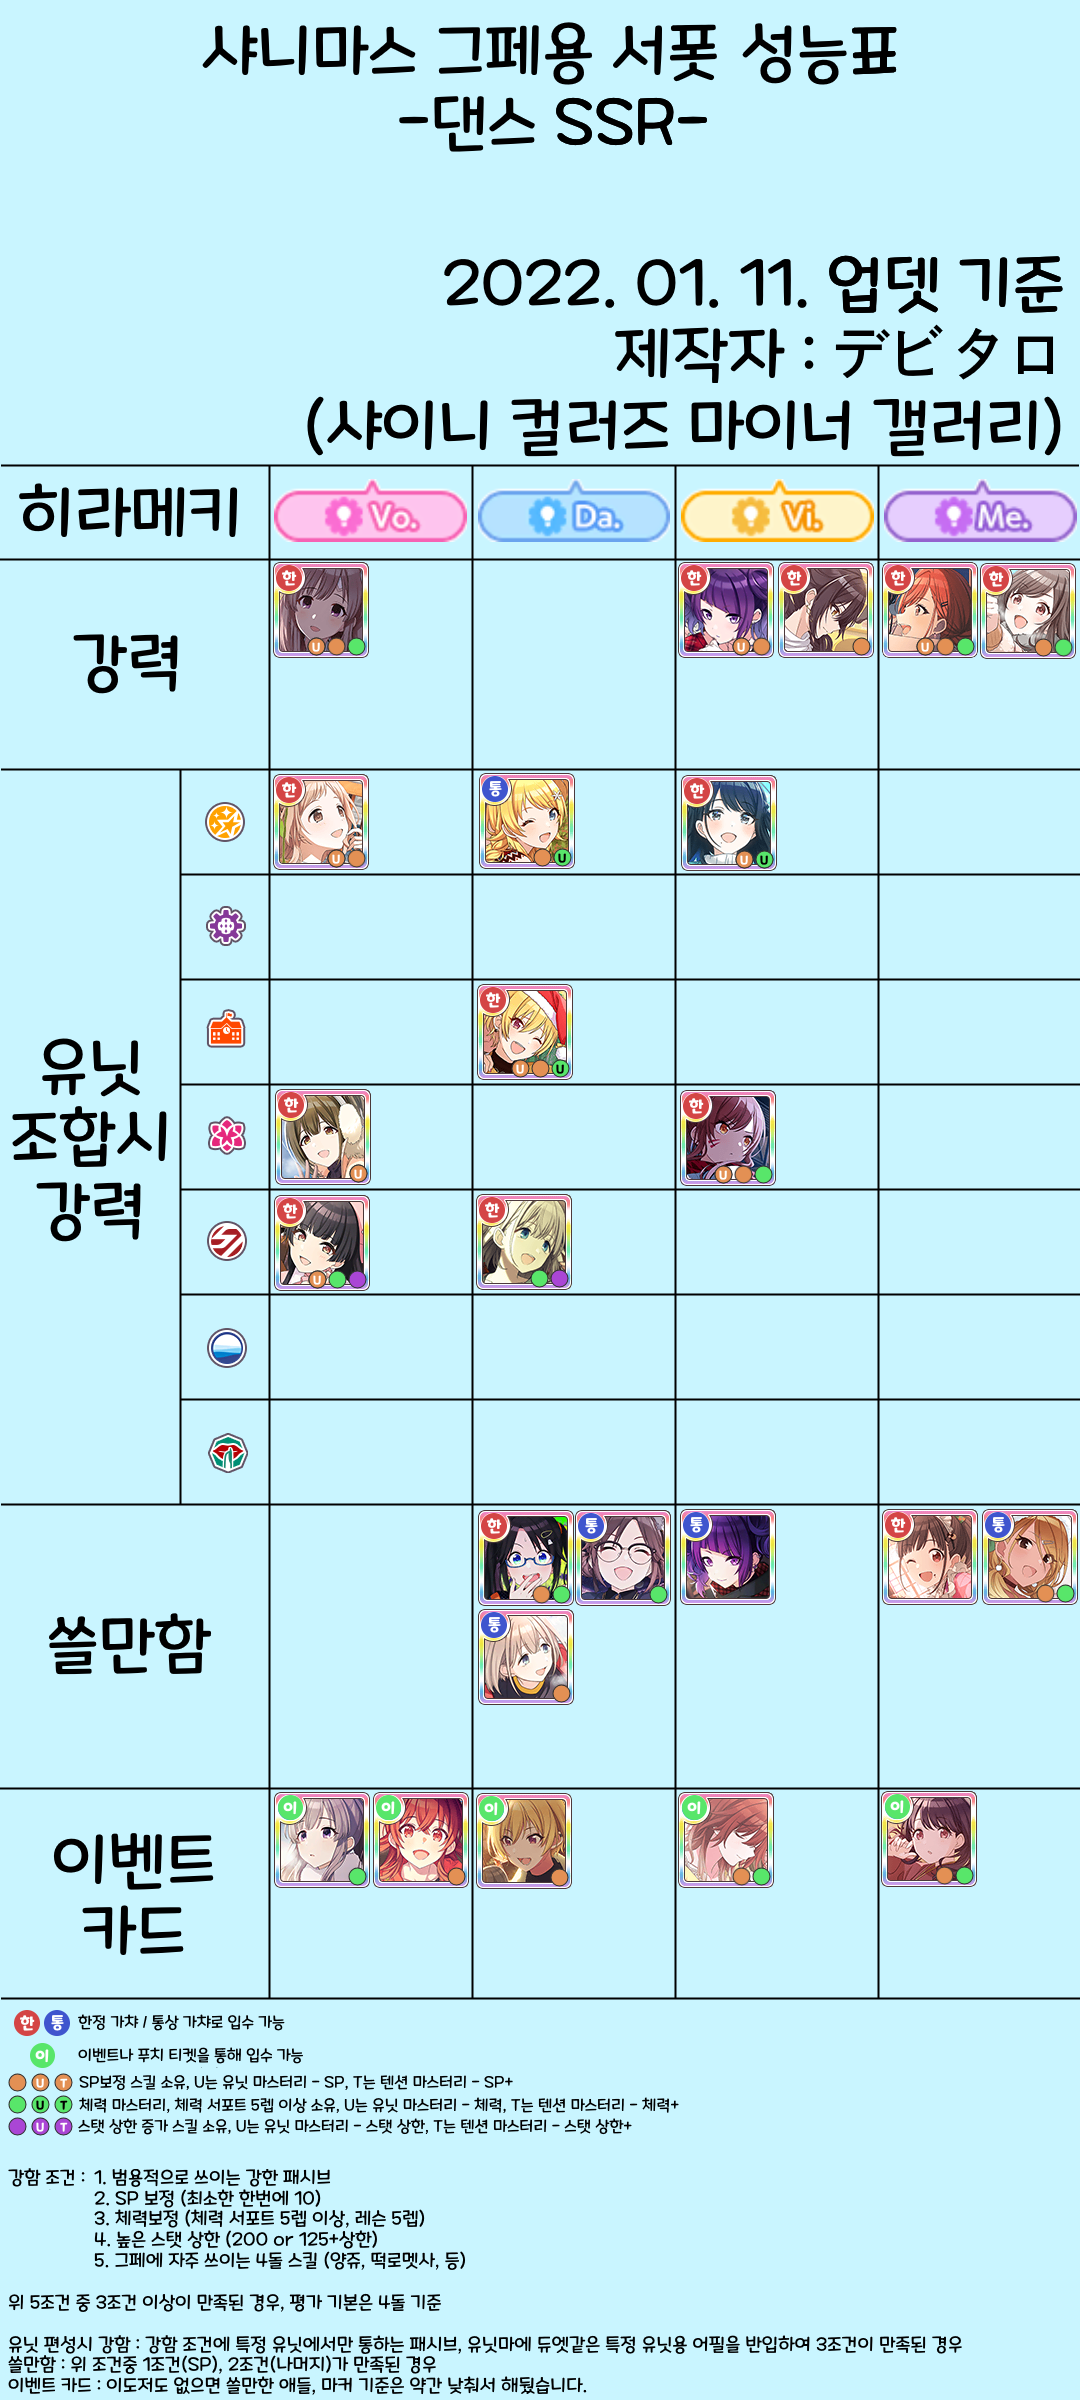 샤니마스 그페용 서폿 성능표
-댄스 SSR-
2022. 01. 11. 업뎃 기준
제작자 : デビタロ
(샤이니 컬러즈 마이너 갤러리)
히라메키 Vo. Da. Vi. Me.
강력
한 U
한 U 한
한 U 한
유닛
조합시
강력
한 U 통 U 한 U U
한 U U
한 U 한 U
한 U 한
쓸만함
한 통 통 한 통
통
이벤트
카드
이 이 이 이 이
한 통 한정 가챠 / 통상 가챠로 입수 가능
이 이벤트나 푸치 티켓을 통해 입수 가능
U T SP보정 스킬 소유, U는 유닛 마스터리 - SP, T는 텐션 마스터리 - SP+
U T 체력 마스터리, 체력 서포트 5렙 이상 소유, U는 유닛 마스터리 - 체력, T는 텐션 마스터리 - 체력+
U T 스탯 상한 증가 스킬 소유, U는 유닛 마스터리 - 스탯 상한, T는 텐션 마스터리 - 스탯 상한+
강함 조건 : 1. 범용적으로 쓰이는 강한 패시브
2. SP 보정 (최소한 한번에 10)
3. 체력보정 (체력 서포트 5렙 이상, 레슨 5렙)
4. 높은 스탯 상한 (200 or 125+상한)
5. 그페에 자주 쓰이는 4돌 스킬 (양쥬, 떡로멧사, 등)
위 5조건 중 3조건 이상이 만족된 경우, 평가 기본은 4돌 기준
유닛 편성시 강함 : 강함 조건에 특정 유닛에서만 통하는 패시브, 유닛마에 듀엣같은 특정 유닛용 어필을 반입하여 3조건이 만족된 경우
쓸만함 : 위 조건중 1조건(SP), 2조건(나머지)가 만족된 경우
이벤트 카드 : 이도저도 없으면 쓸만한 애들, 마커 기준은 약간 낮춰서 해뒀습니다.